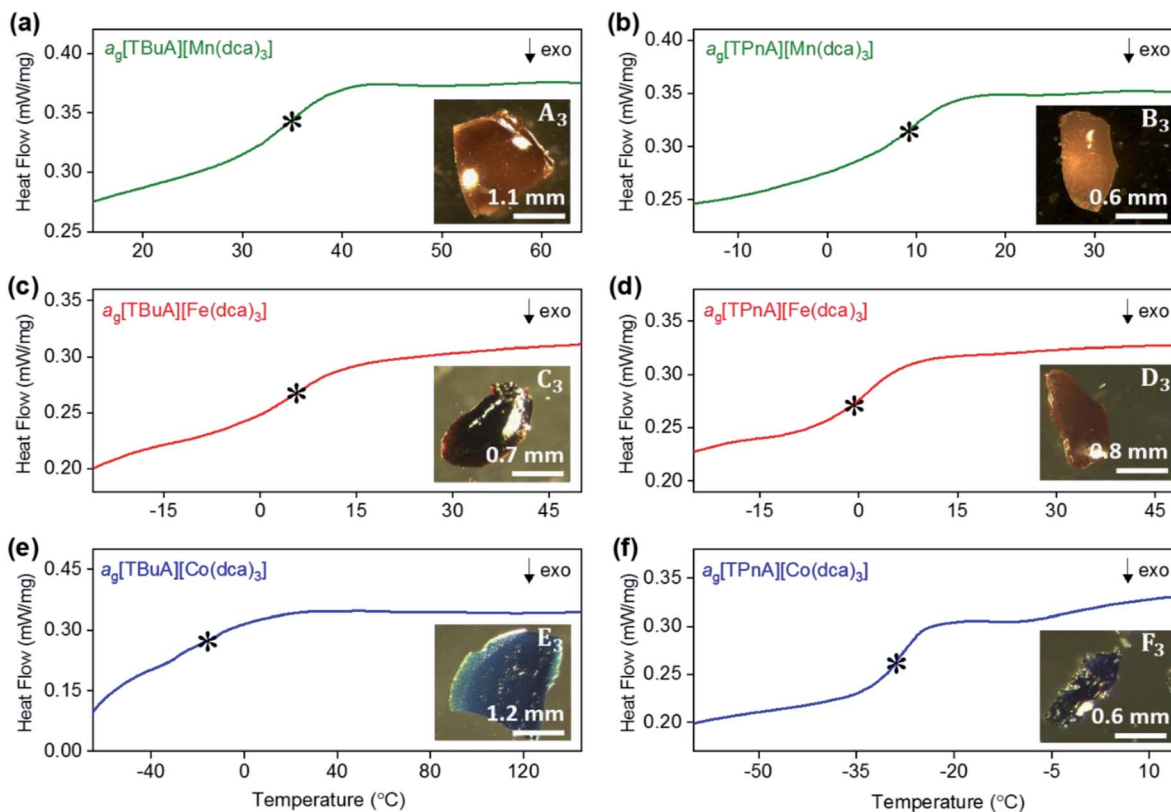 (a)
a_g[TBuA][Mn(dca)₃]
↓ exo
Heat Flow (mW/mg)
0.40
0.35
0.30
0.25
20 30 40 50 60
A₃
1.1 mm
*
(b)
a_g[TPnA][Mn(dca)₃]
↓ exo
Heat Flow (mW/mg)
0.40
0.35
0.30
0.25
-10 0 10 20 30
B₃
0.6 mm
*
(c)
a_g[TBuA][Fe(dca)₃]
↓ exo
Heat Flow (mW/mg)
0.35
0.30
0.25
0.20
-15 0 15 30 45
C₃
0.7 mm
*
(d)
a_g[TPnA][Fe(dca)₃]
↓ exo
Heat Flow (mW/mg)
0.35
0.30
0.25
0.20
-15 0 15 30 45
D₃
0.8 mm
*
(e)
a_g[TBuA][Co(dca)₃]
↓ exo
Heat Flow (mW/mg)
0.45
0.30
0.15
0.00
-40 0 40 80 120
Temperature (°C)
E₃
1.2 mm
*
(f)
a_g[TPnA][Co(dca)₃]
↓ exo
Heat Flow (mW/mg)
0.35
0.30
0.25
0.20
-50 -35 -20 -5 10
Temperature (°C)
F₃
0.6 mm
*